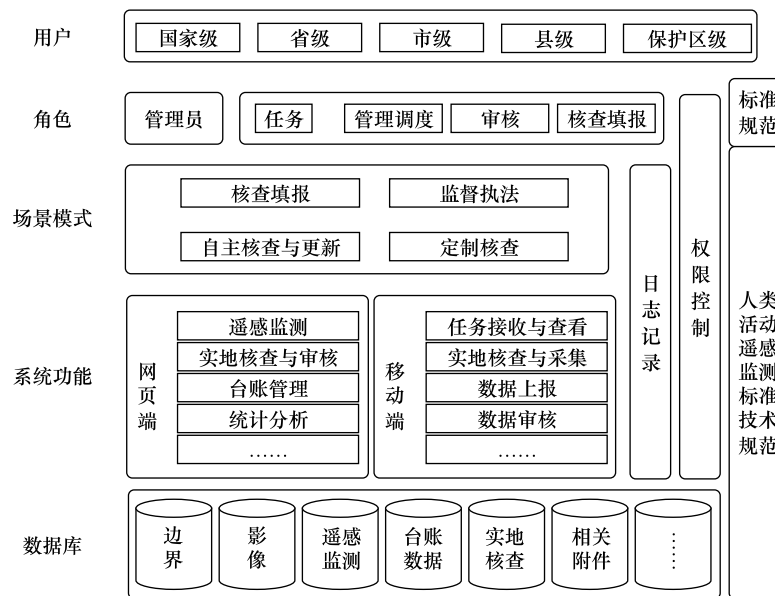 用户
国家级
省级
市级
县级
保护区级
角色
管理员
任务
管理调度
审核
核查填报
标准
规范
场景模式
核查填报
监督执法
自主核查与更新
定制核查
日志记录
权限控制
人类
活动
遥感
监测
标准
技术
规范
系统功能
网页端
遥感监测
实地核查与审核
台账管理
统计分析
……
移动端
任务接收与查看
实地核查与采集
数据上报
数据审核
……
数据库
边界
影像
遥感
监测
台账
数据
实地
核查
相关
附件
……